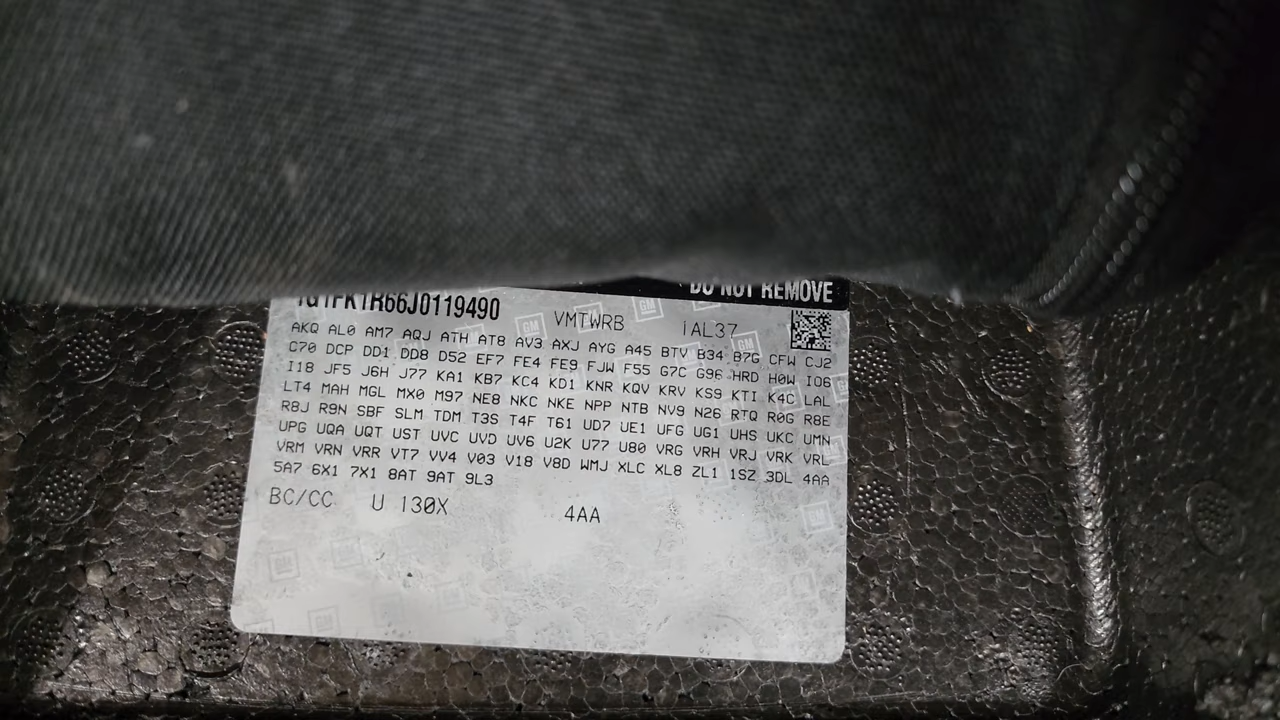 DO NOT REMOVE
1G1FK1R66J0119490 VMTWRB 1AL37
AKQ AL0 AM7 AQJ ATH AT8 AV3 AXJ AYG A45 BTV B34 B7G CFW CJ2
C70 DCP DD1 DD8 D52 EF7 FE4 FE9 FJW F55 G7C G96 HRD H0W IO6
I18 JF5 J6H J77 KA1 KB7 KC4 KD1 KNR KQV KRV KS9 KTI K4C LAL
LT4 MAH MGL MX0 M97 NE8 NKC NKE NPP NTB NV9 N26 RTQ R0G R8E
R8J R9N SBF SLM TDM T3S T4F T61 UD7 UE1 UFG UG1 UHS UKC UMN
UPG UQA UQT UST UVC UVD UV6 U2K U77 U80 VRG VRH VRJ VRK VRL
VRM VRN VRR VT7 VV4 V03 V18 V8D WMJ XLC XL8 ZL1 1SZ 3DL 4AA
5A7 6X1 7X1 8AT 9AT 9L3
BC/CC U 130X 4AA